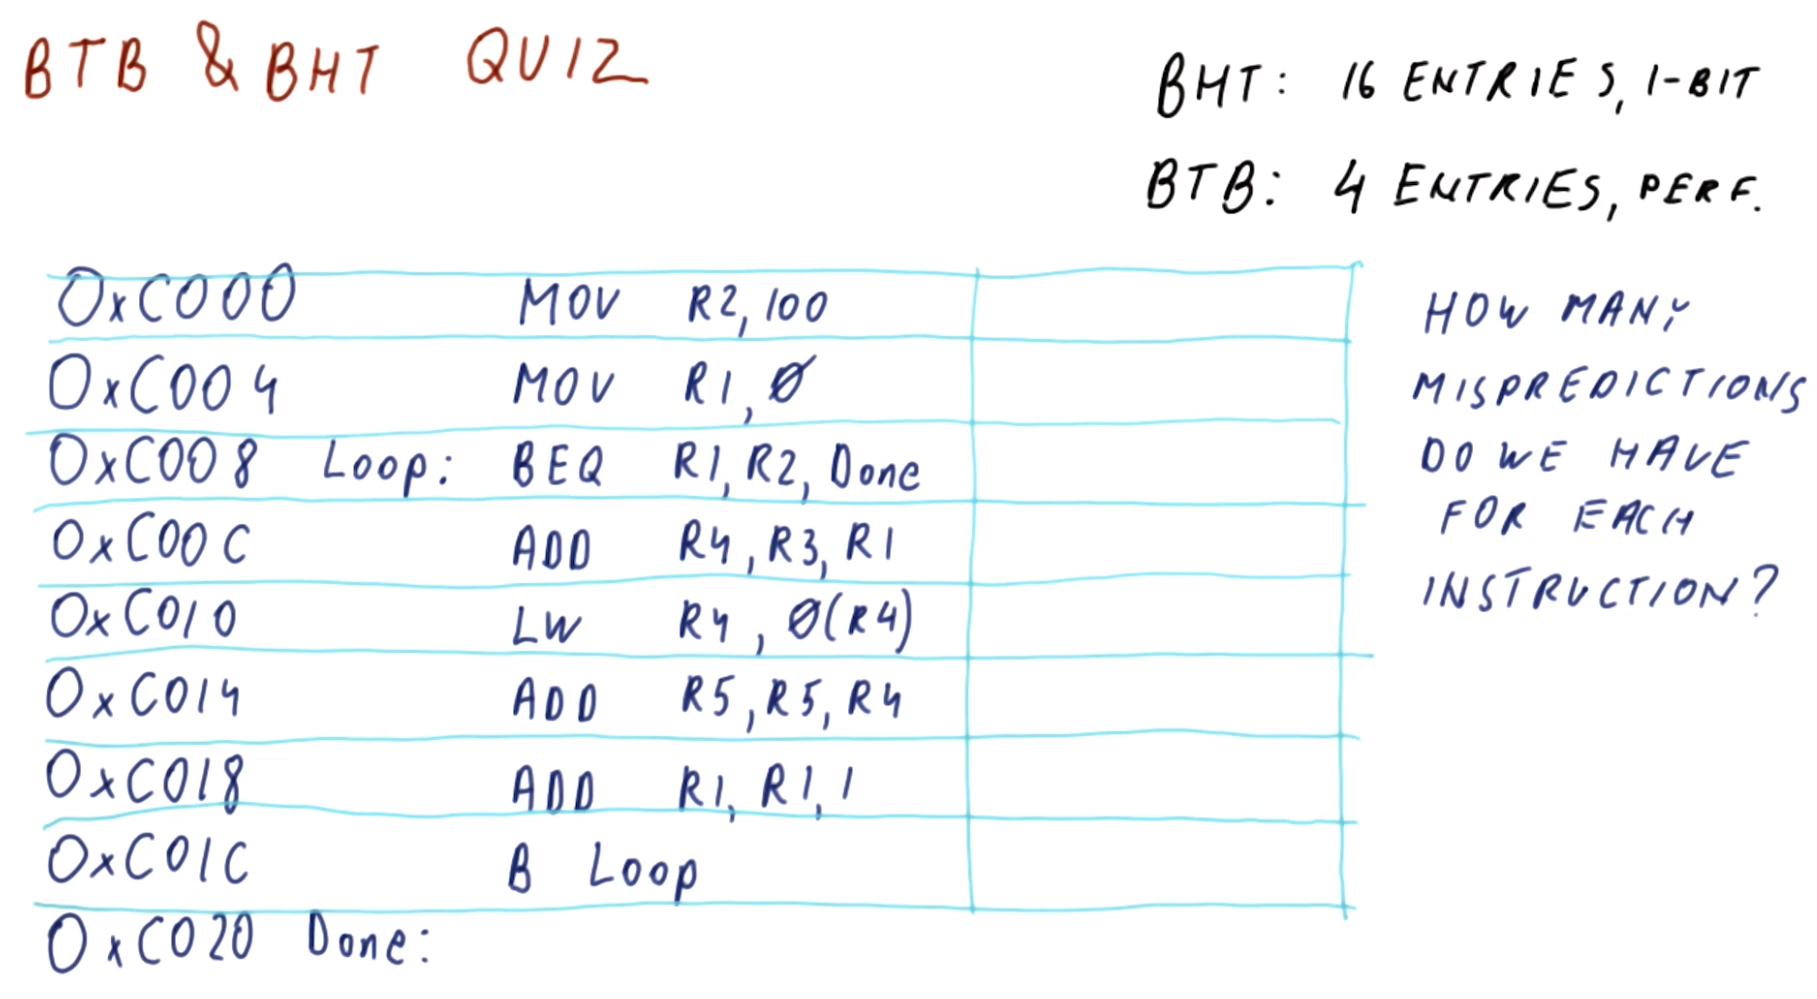 BTB & BHT QUIZ
BHT: 16 ENTRIES, 1-BIT
BTB: 4 ENTRIES, PERF.
0xC000 MOV R2, 100
0xC004 MOV R1, Ø
0xC008 Loop: BEQ R1, R2, Done
0xC00C ADD R4, R3, R1
0xC010 LW R4, Ø(R4)
0xC014 ADD R5, R5, R4
0xC018 ADD R1, R1, 1
0xC01C B Loop
0xC020 Done:
HOW MANY
MISPREDICTIONS
DO WE HAVE
FOR EACH
INSTRUCTION?